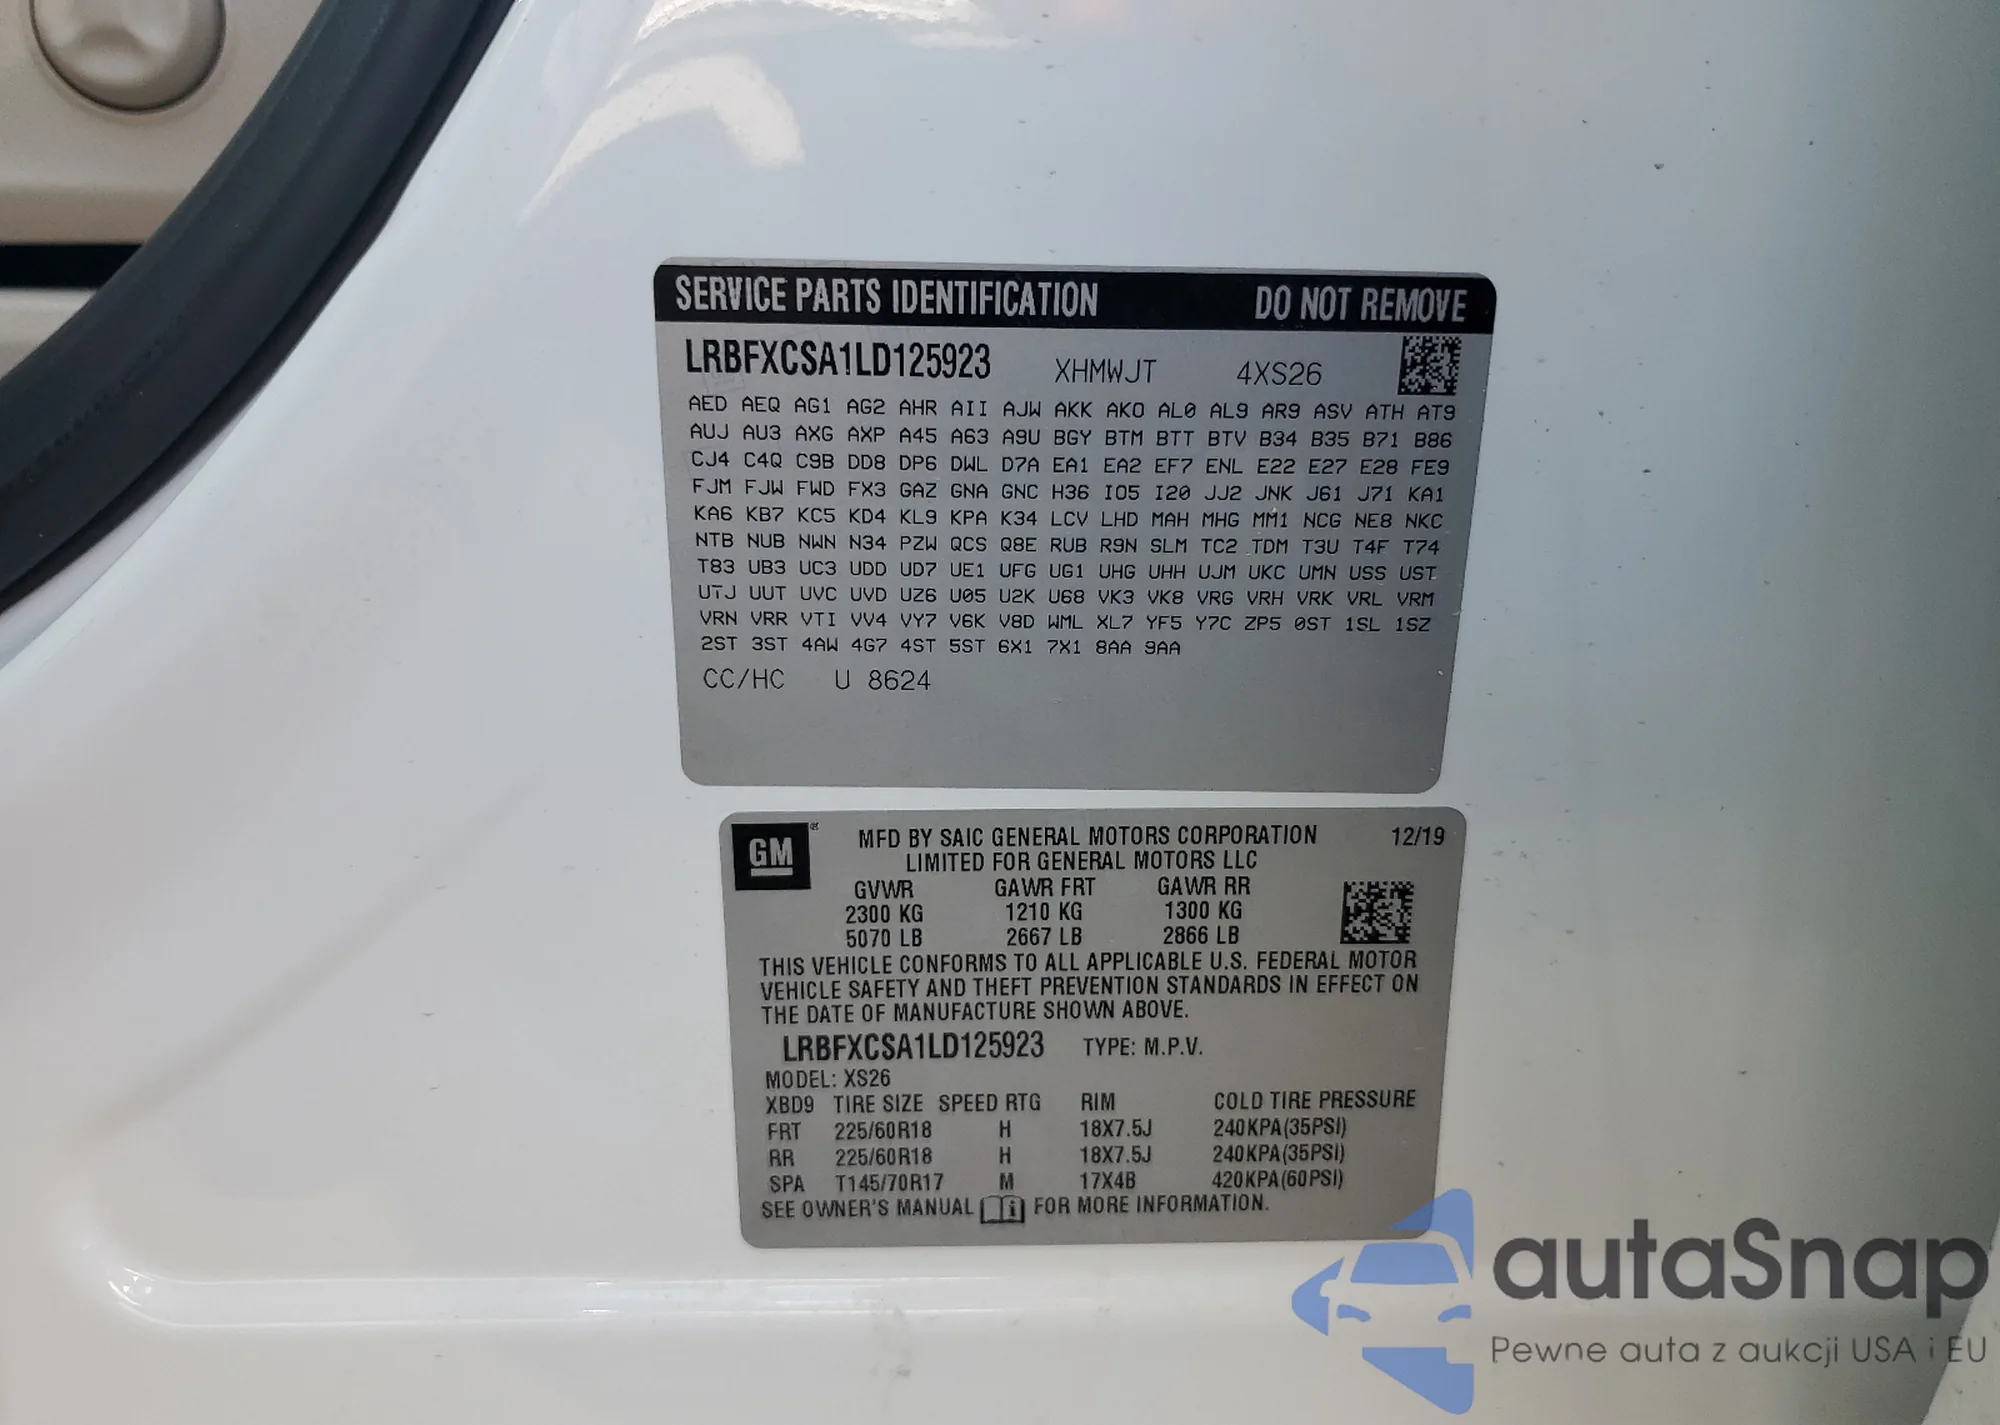 SERVICE PARTS IDENTIFICATION DO NOT REMOVE
LRBFXCSA1LD125923 XHMWJT 4XS26
AED AEQ AG1 AG2 AHR AII AJW AKK AKO AL0 AL9 AR9 ASV ATH AT9
AUJ AU3 AXG AXP A45 A63 A9U BGY BTM BTT BTV B34 B35 B71 B86
CJ4 C4Q C9B DD8 DP6 DWL D7A EA1 EA2 EF7 ENL E22 E27 E28 FE9
FJM FJW FWD FX3 GAZ GNA GNC H36 IO5 I20 JJ2 JNK J61 J71 KA1
KA6 KB7 KC5 KD4 KL9 KPA K34 LCV LHD MAH MHG MM1 NCG NE8 NKC
NTB NUB NWN N34 PZW QCS Q8E RUB R9N SLM TC2 TDM T3U T4F T74
T83 UB3 UC3 UDD UD7 UE1 UFG UG1 UHG UHH UJM UKC UMN USS UST
UTJ UUT UVC UVD UZ6 U05 U2K U68 VK3 VK8 VRG VRH VRK VRL VRM
VRN VRR VTI VV4 VY7 V6K V8D WML XL7 YF5 Y7C ZP5 0ST 1SL 1SZ
2ST 3ST 4AW 4G7 4ST 5ST 6X1 7X1 8AA 9AA
CC/HC U 8624
GM ® MFD BY SAIC GENERAL MOTORS CORPORATION 12/19
LIMITED FOR GENERAL MOTORS LLC
GVWR GAWR FRT GAWR RR
2300 KG 1210 KG 1300 KG
5070 LB 2667 LB 2866 LB
THIS VEHICLE CONFORMS TO ALL APPLICABLE U.S. FEDERAL MOTOR
VEHICLE SAFETY AND THEFT PREVENTION STANDARDS IN EFFECT ON
THE DATE OF MANUFACTURE SHOWN ABOVE.
LRBFXCSA1LD125923 TYPE: M.P.V.
MODEL: XS26
XBD9 TIRE SIZE SPEED RTG RIM COLD TIRE PRESSURE
FRT 225/60R18 H 18X7.5J 240KPA(35PSI)
RR 225/60R18 H 18X7.5J 240KPA(35PSI)
SPA T145/70R17 M 17X4B 420KPA(60PSI)
SEE OWNER'S MANUAL i FOR MORE INFORMATION.
autaSnap
Pewne auta z aukcji USA i EU